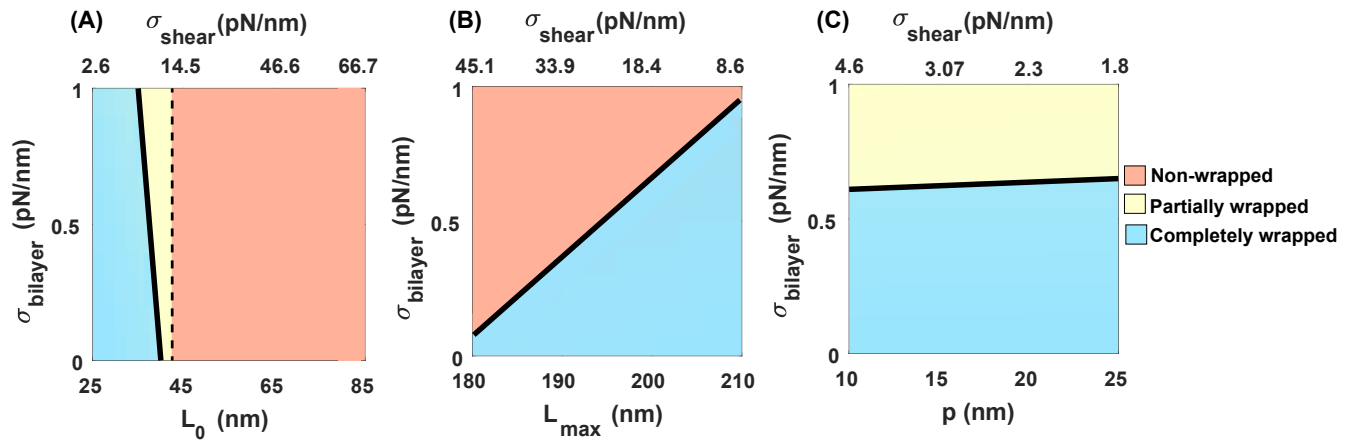 (A)
σshear(pN/nm)
2.6 14.5 46.6 66.7
1
0.5
0
σbilayer (pN/nm)
25 45 65 85
L0 (nm)
(B)
σshear(pN/nm)
45.1 33.9 18.4 8.6
1
0.5
0
σbilayer (pN/nm)
180 190 200 210
Lmax (nm)
(C)
σshear(pN/nm)
4.6 3.07 2.3 1.8
1
0.5
0
σbilayer (pN/nm)
10 15 20 25
p (nm)
Non-wrapped
Partially wrapped
Completely wrapped